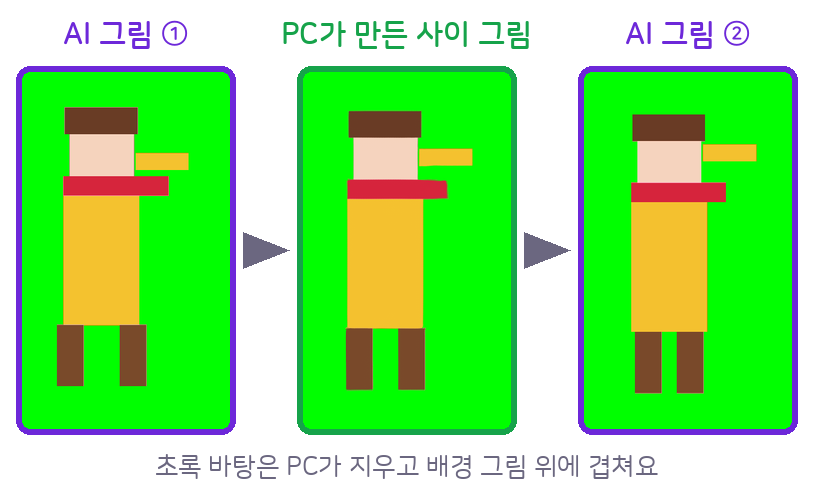 AI 그림 ①
PC가 만든 사이 그림
AI 그림 ②
초록 바탕은 PC가 지우고 배경 그림 위에 겹쳐요